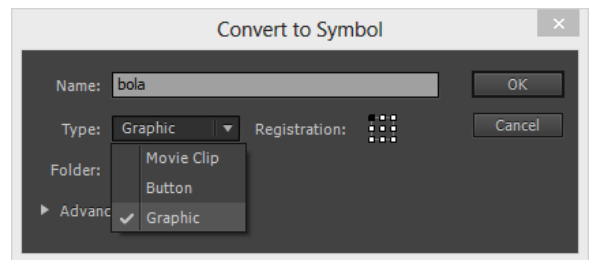 Convert to Symbol
Name: bola OK
Type: Graphic Registration: Cancel
Movie Clip
Folder:
Button
Advanc Graphic